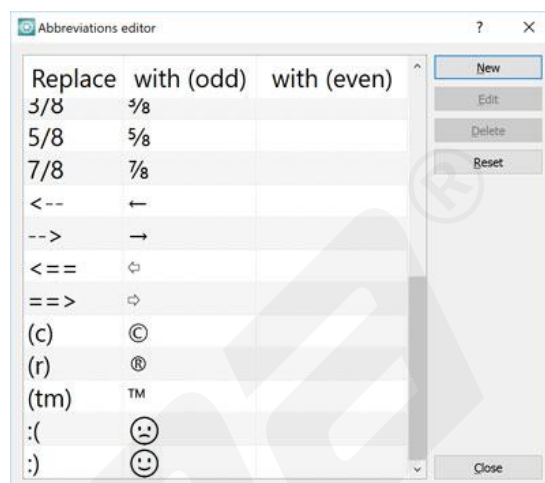 Abbreviations editor ? ×
Replace with (odd) with (even)
3/8 ⅜
5/8 ⅝
7/8 ⅞
<-- ←
--> →
<== ⇦
==> ⇨
(c) ©
(r) ®
(tm) ™
:( ☹
:) ☺
New
Edit
Delete
Reset
Close
®